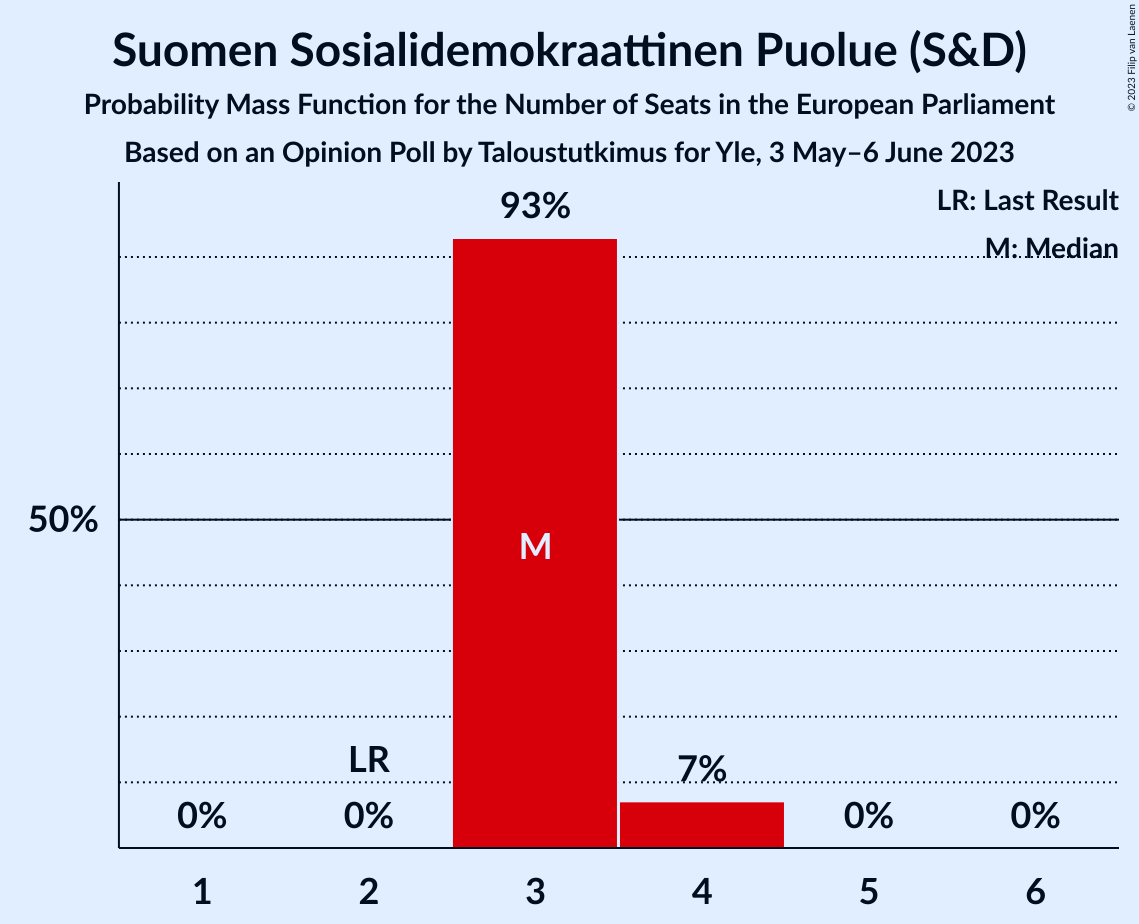 Suomen Sosialidemokraattinen Puolue (S&D)
Probability Mass Function for the Number of Seats in the European Parliament
Based on an Opinion Poll by Taloustutkimus for Yle, 3 May–6 June 2023
© 2023 Filip van Laenen
LR: Last Result
M: Median
93%
50%
M
LR
7%
0% 0% 0% 0%
1 2 3 4 5 6